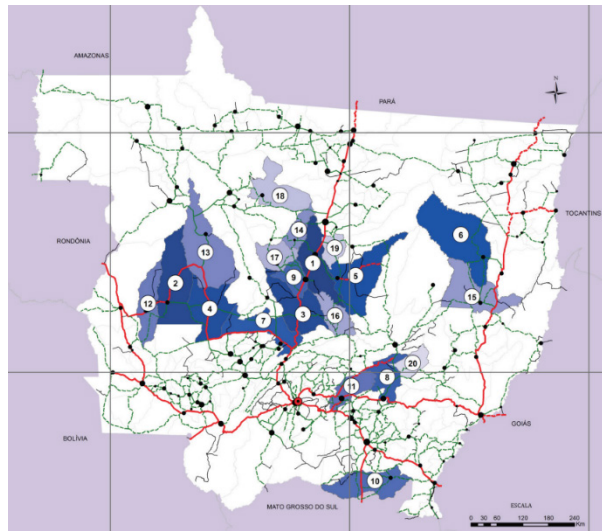 AMAZONAS
N
PARÁ
18
6
TOCANTINS
RONDÔNIA
13
14
19
17
1
2
9
5
15
12
4
7
3
16
20
8
11
BOLÍVIA
GOIÁS
10
MATO GROSSO DO SUL
ESCALA
0 30 60 120 180 240
Km